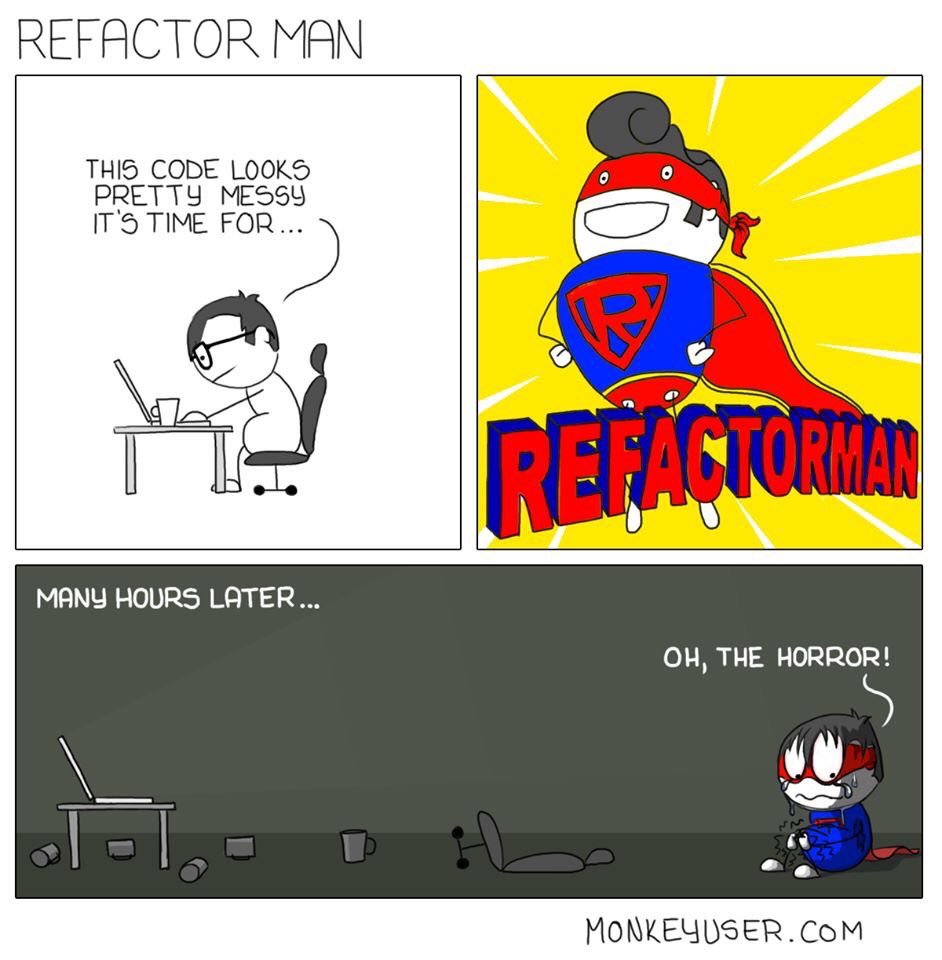 REFACTOR MAN
THIS CODE LOOKS
PRETTY MESSY
IT'S TIME FOR...
R
REFACTORMAN
MANY HOURS LATER...
OH, THE HORROR!
MONKEYUSER.COM